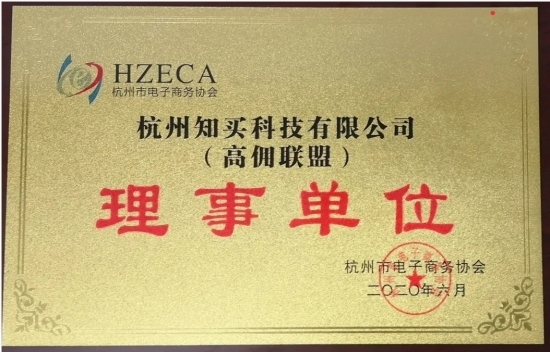 HZECA
杭州市电子商务协会
杭州知买科技有限公司
（高佣联盟）
理事单位
杭州市电子商务协会
二〇二〇年六月